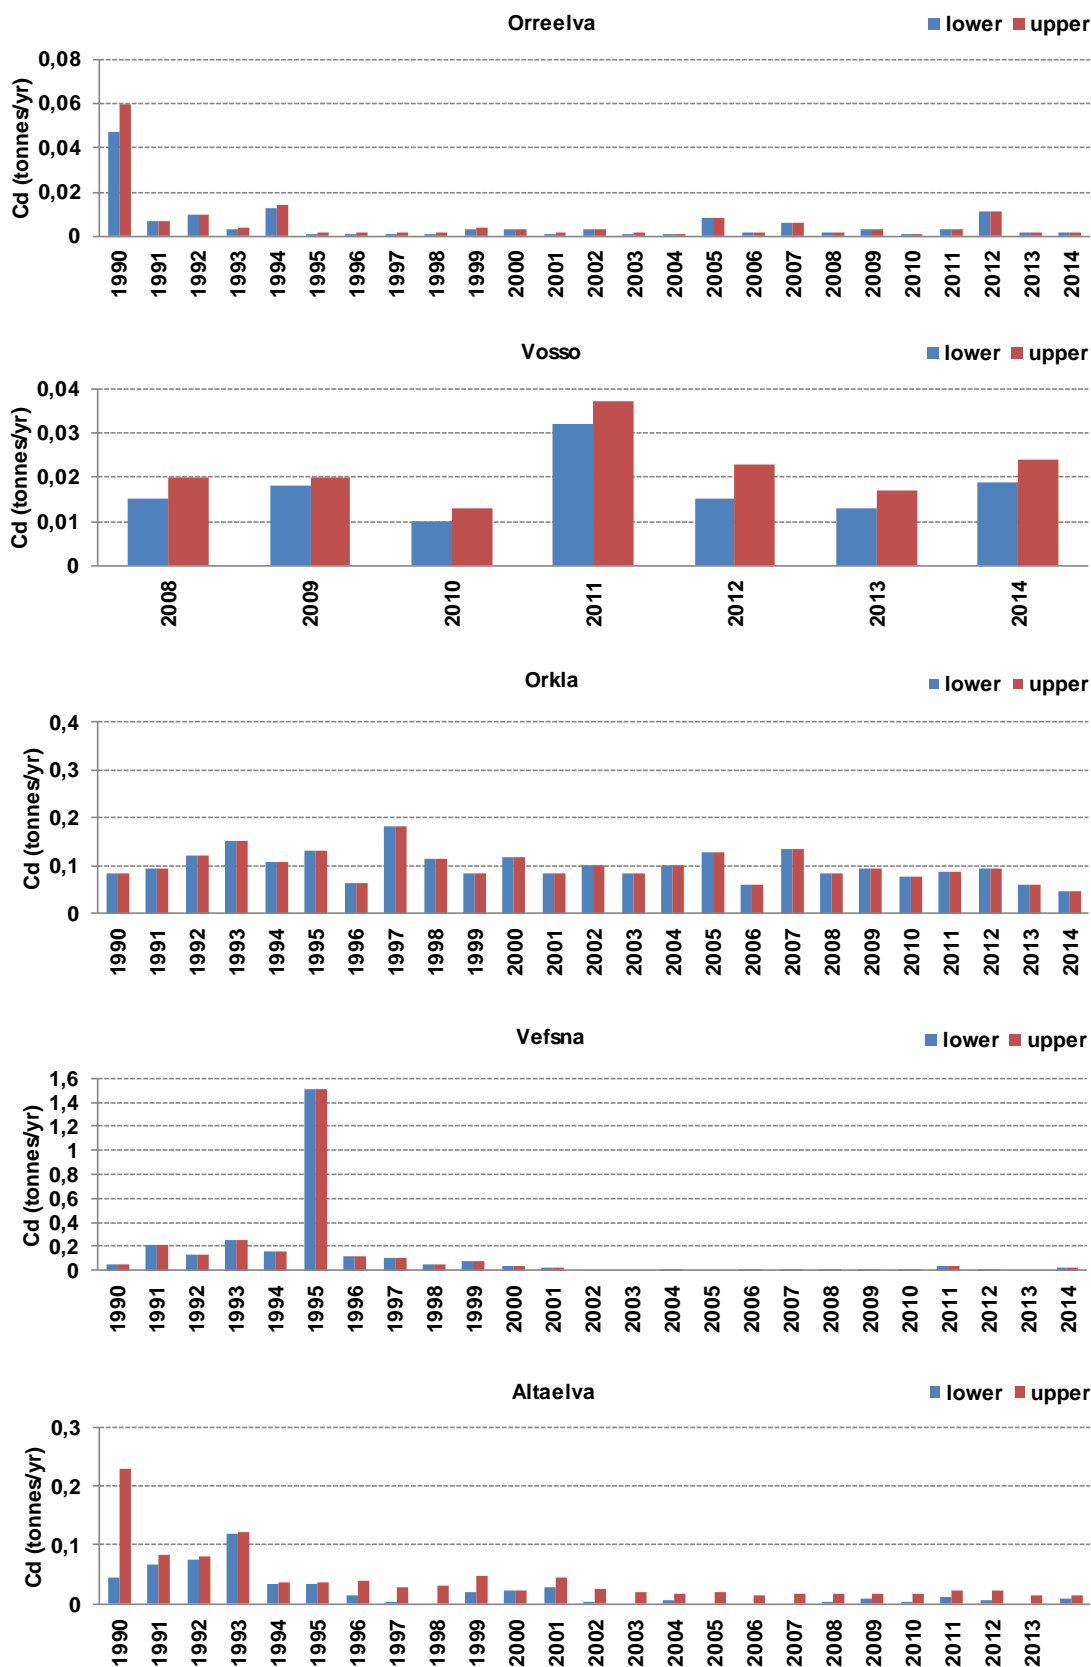 Orreelva
lower upper
Cd (tonnes/yr)
0,08
0,06
0,04
0,02
0
1990 1991 1992 1993 1994 1995 1996 1997 1998 1999 2000 2001 2002 2003 2004 2005 2006 2007 2008 2009 2010 2011 2012 2013 2014
Vosso
lower upper
Cd (tonnes/yr)
0,04
0,03
0,02
0,01
0
2008 2009 2010 2011 2012 2013 2014
Orkla
lower upper
Cd (tonnes/yr)
0,4
0,3
0,2
0,1
0
1990 1991 1992 1993 1994 1995 1996 1997 1998 1999 2000 2001 2002 2003 2004 2005 2006 2007 2008 2009 2010 2011 2012 2013 2014
Vefsna
lower upper
Cd (tonnes/yr)
1,6
1,4
1,2
1
0,8
0,6
0,4
0,2
0
1990 1991 1992 1993 1994 1995 1996 1997 1998 1999 2000 2001 2002 2003 2004 2005 2006 2007 2008 2009 2010 2011 2012 2013 2014
Altaelva
lower upper
Cd (tonnes/yr)
0,3
0,2
0,1
0
1990 1991 1992 1993 1994 1995 1996 1997 1998 1999 2000 2001 2002 2003 2004 2005 2006 2007 2008 2009 2010 2011 2012 2013